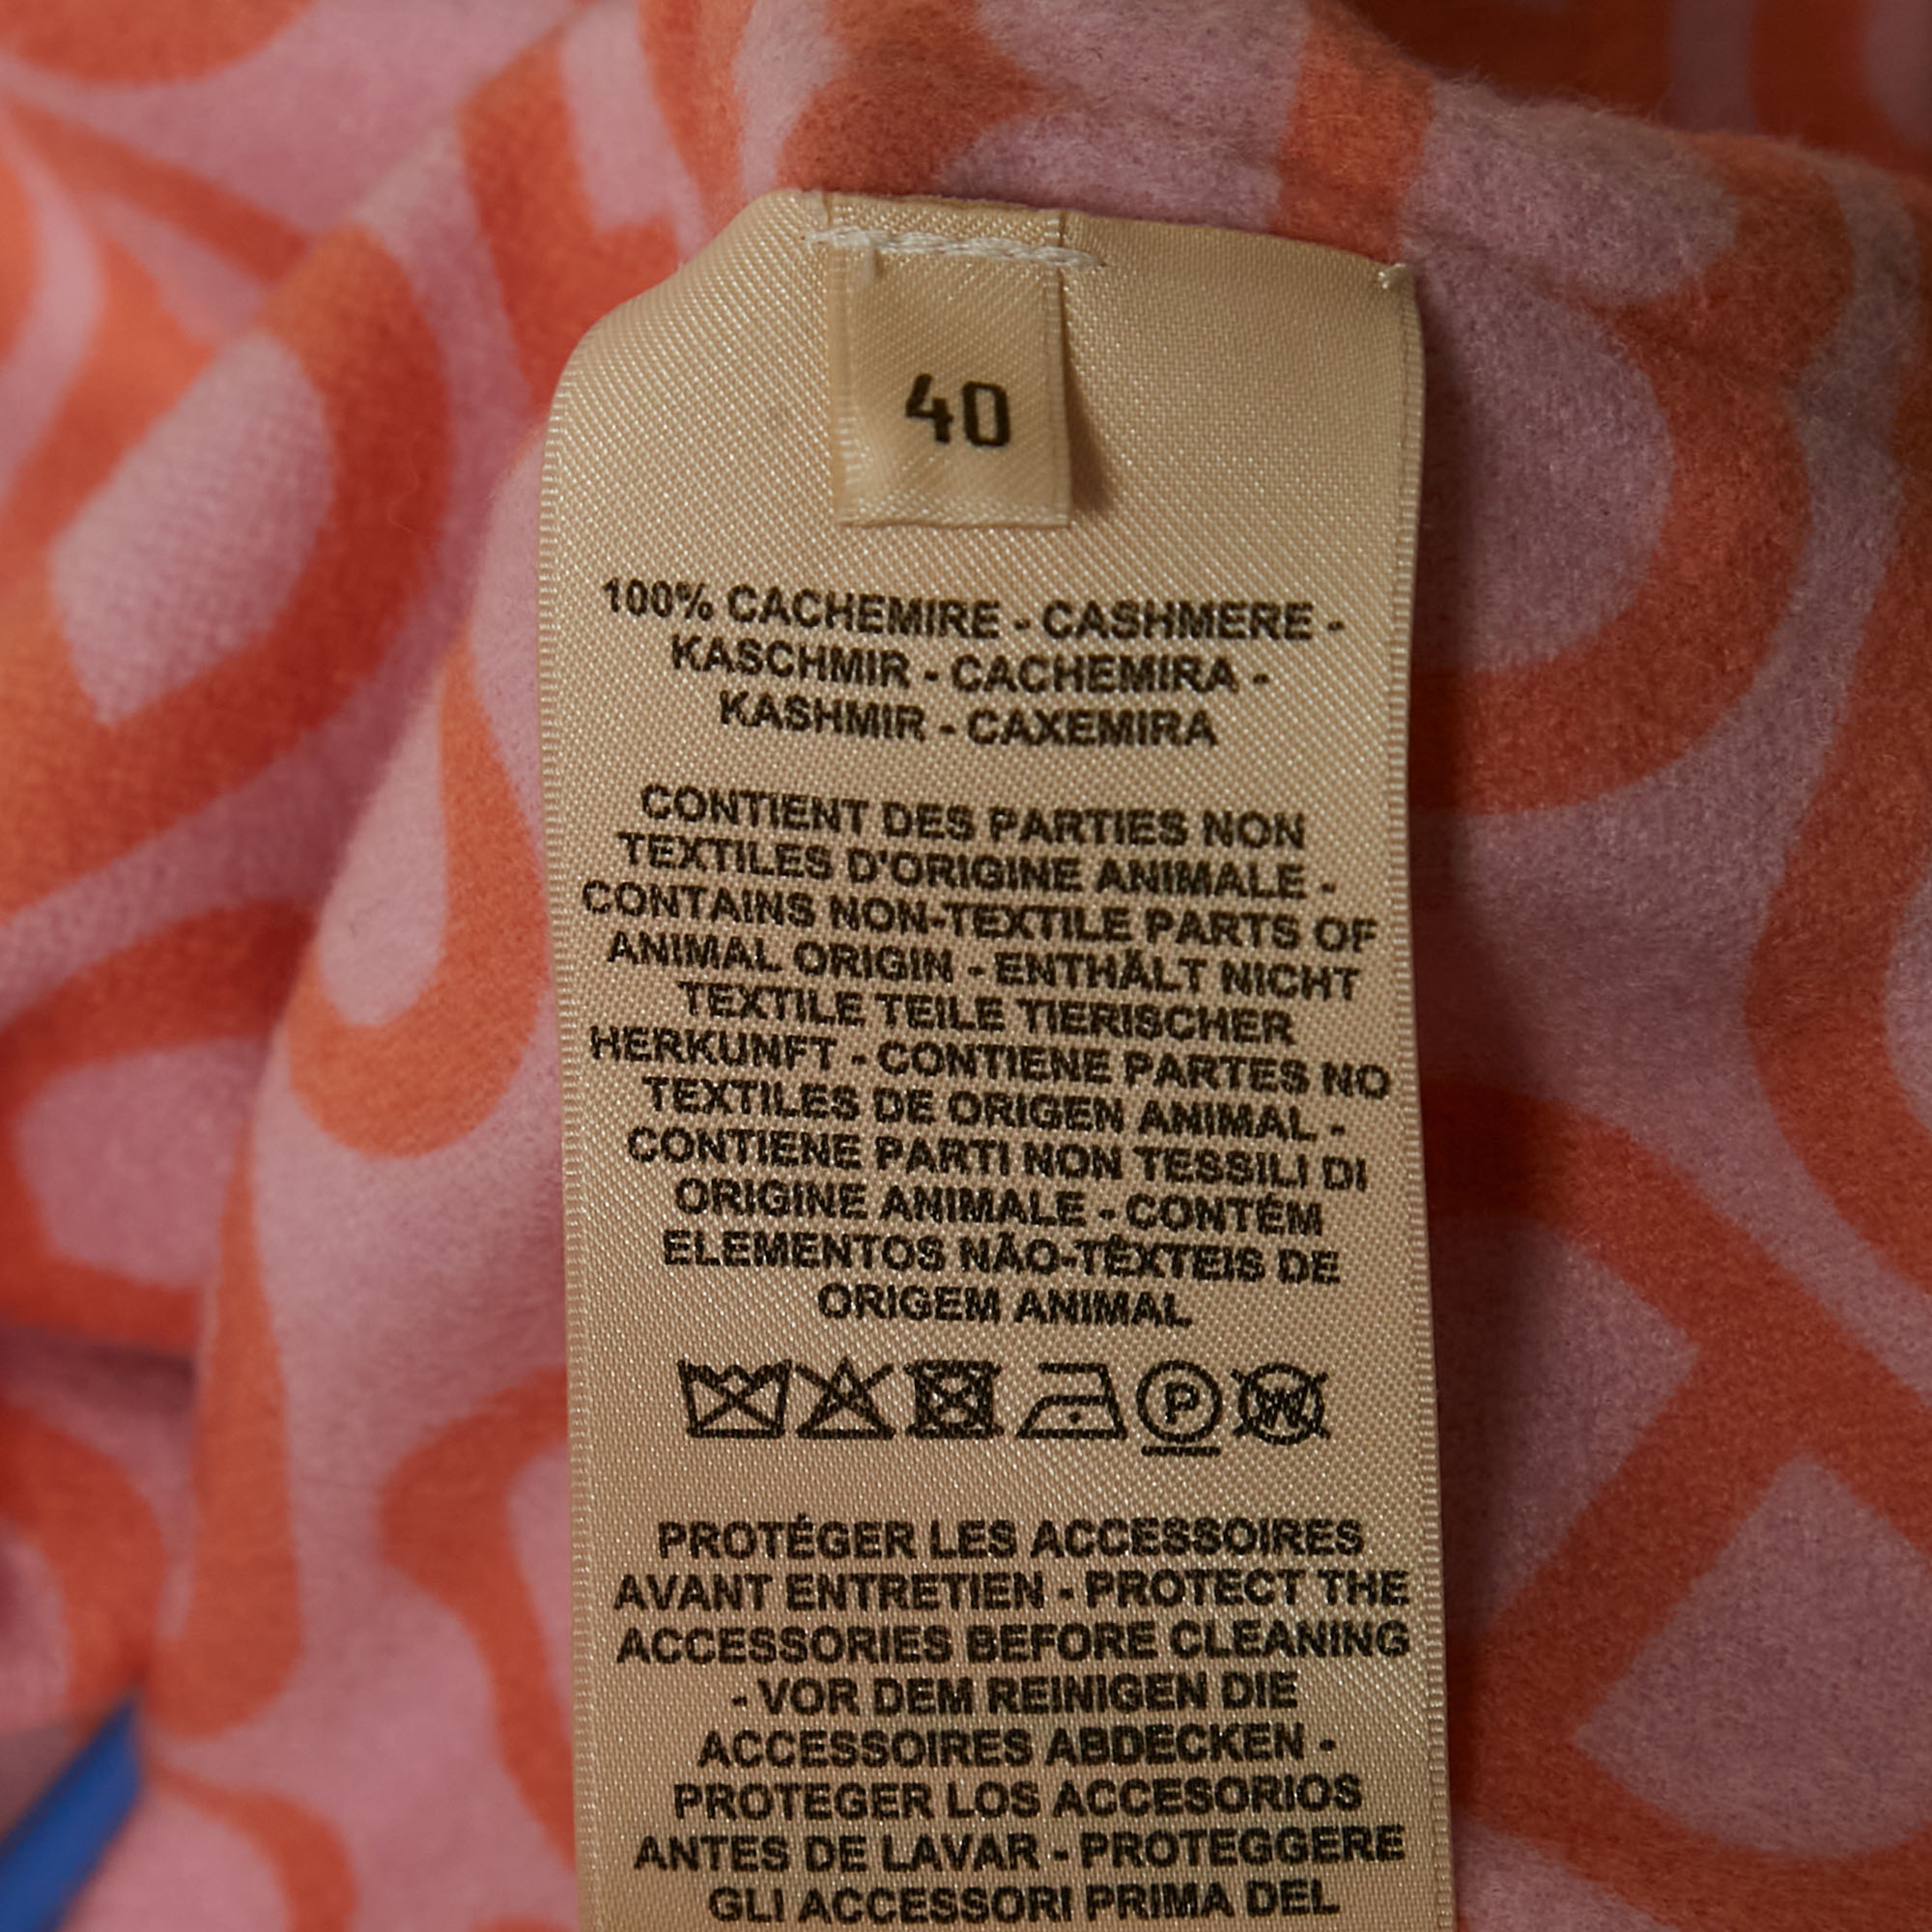 40
100% CACHEMIRE - CASHMERE -
KASCHMIR - CACHEMIRA -
KASHMIR - CAXEMIRA
CONTIENT DES PARTIES NON
TEXTILES D'ORIGINE ANIMALE -
CONTAINS NON-TEXTILE PARTS OF
ANIMAL ORIGIN - ENTHÄLT NICHT
TEXTILE TEILE TIERISCHER
HERKUNFT - CONTIENE PARTES NO
TEXTILES DE ORIGEN ANIMAL -
CONTIENE PARTI NON TESSILI DI
ORIGINE ANIMALE - CONTÉM
ELEMENTOS NÃO-TÊXTEIS DE
ORIGEM ANIMAL
P W
PROTÉGER LES ACCESSOIRES
AVANT ENTRETIEN - PROTECT THE
ACCESSORIES BEFORE CLEANING
- VOR DEM REINIGEN DIE
ACCESSOIRES ABDECKEN -
PROTEGER LOS ACCESORIOS
ANTES DE LAVAR - PROTEGGERE
GLI ACCESSORI PRIMA DEL